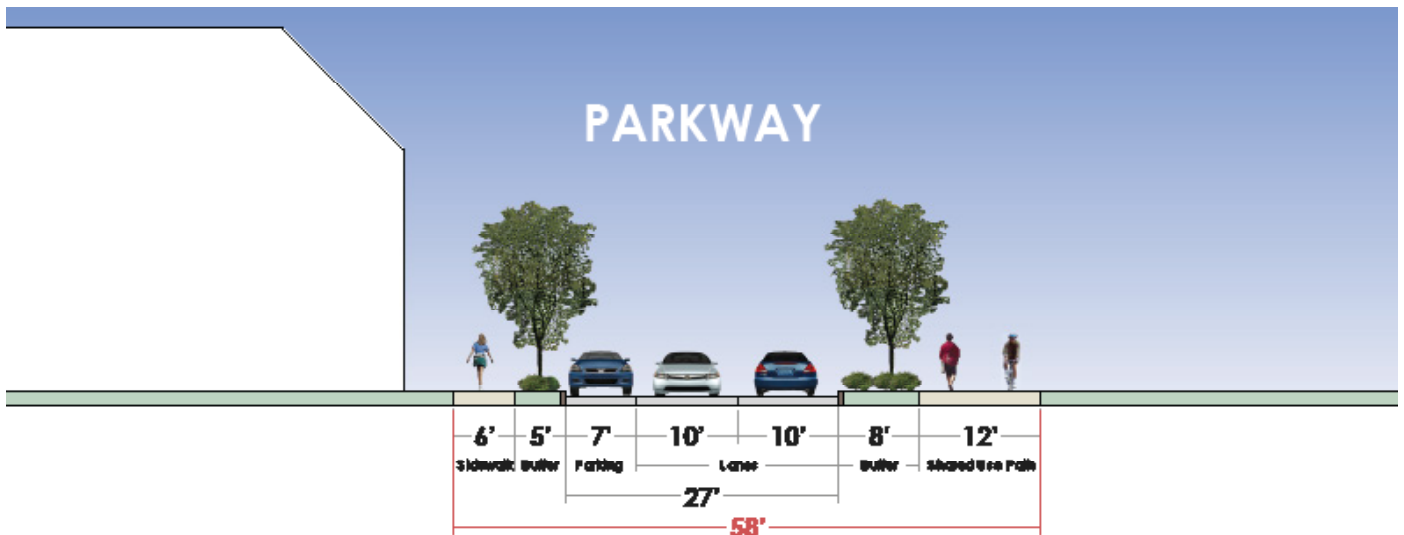 PARKWAY
6' 5' 7' 10' 10' 8' 12'
Sidewalk Buffer Parking Lanes Buffer Shared Use Path
27'
58'